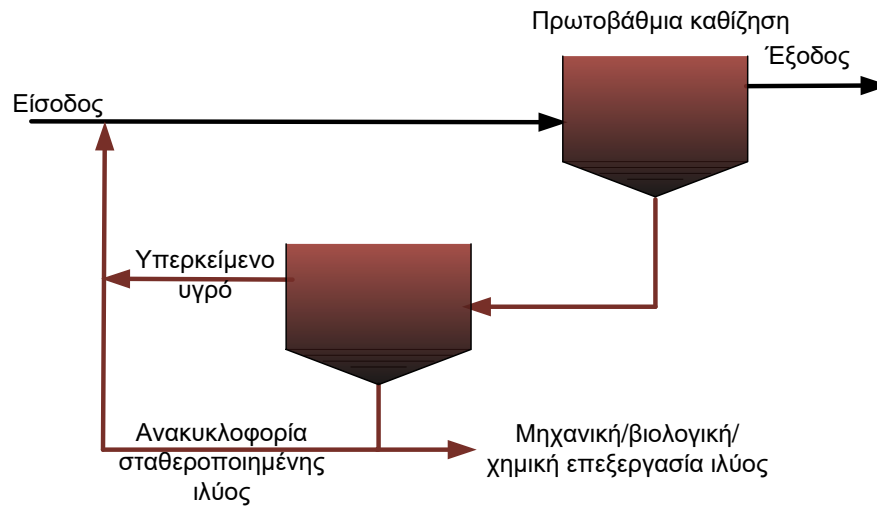 Πρωτοβάθμια καθίζηση
Έξοδος
Είσοδος
Υπερκείμενο
υγρό
Ανακυκλοφορία
σταθεροποιημένης
ιλύος
Μηχανική/βιολογική/
χημική επεξεργασία ιλύος